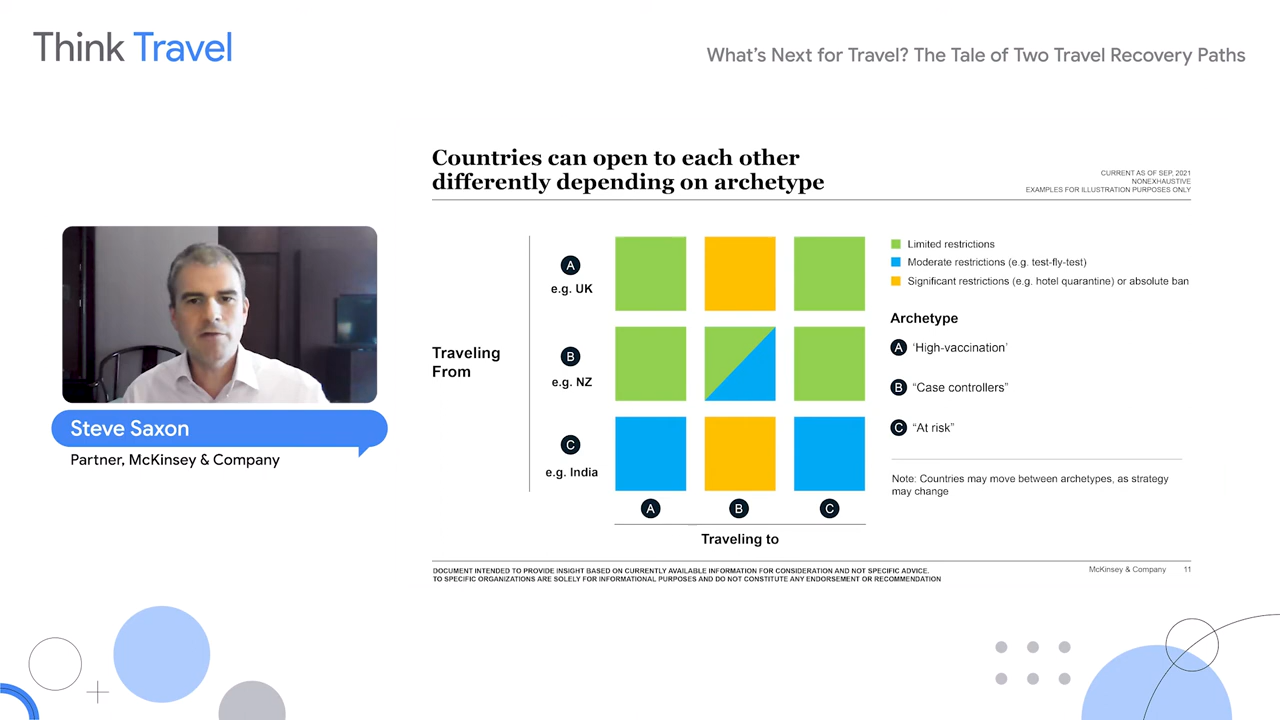 Think Travel
What's Next for Travel? The Tale of Two Travel Recovery Paths
Countries can open to each other
differently depending on archetype
CURRENT AS OF SEP, 2021
NONEXHAUSTIVE
EXAMPLES FOR ILLUSTRATION PURPOSES ONLY
Steve Saxon
Partner, McKinsey & Company
Traveling
From
A
e.g. UK
B
e.g. NZ
C
e.g. India
A B C
Traveling to
Limited restrictions
Moderate restrictions (e.g. test-fly-test)
Significant restrictions (e.g. hotel quarantine) or absolute ban
Archetype
A 'High-vaccination'
B "Case controllers"
C "At risk"
Note: Countries may move between archetypes, as strategy
may change
DOCUMENT INTENDED TO PROVIDE INSIGHT BASED ON CURRENTLY AVAILABLE INFORMATION FOR CONSIDERATION AND NOT SPECIFIC ADVICE.
TO SPECIFIC ORGANIZATIONS ARE SOLELY FOR INFORMATIONAL PURPOSES AND DO NOT CONSTITUTE ANY ENDORSEMENT OR RECOMMENDATION
McKinsey & Company 11